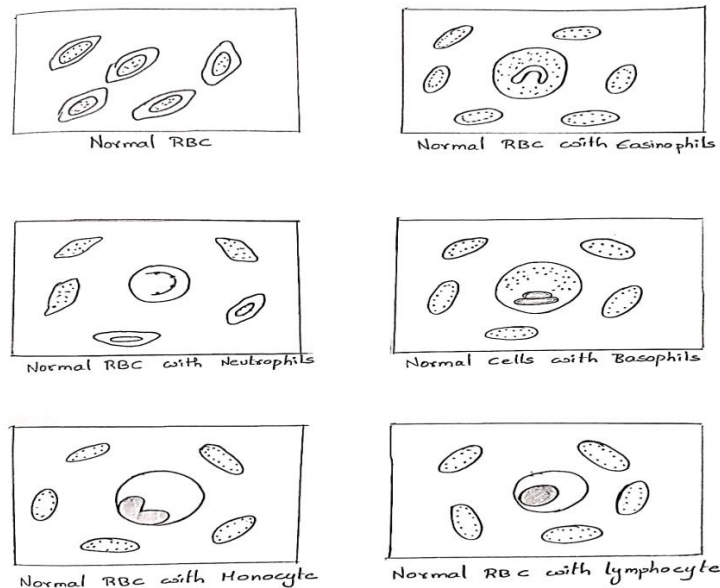 Normal RBC
Normal RBC with Easinophils
Normal RBC with Neutrophils
Normal Cells with Basophils
Normal RBC with Monocyte
Normal RBC with lymphocyte